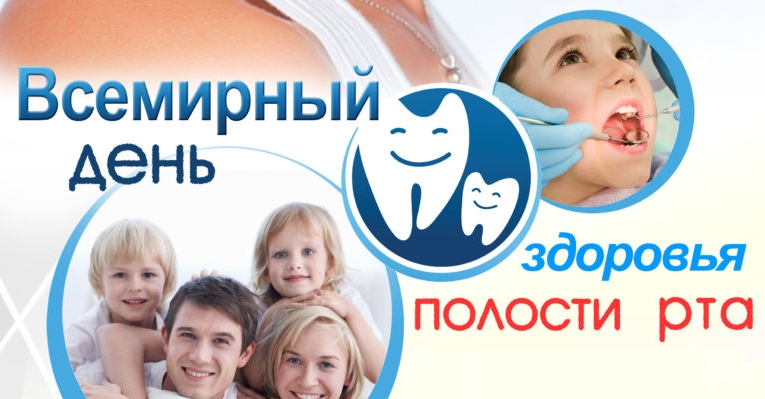 Всемирный
день
здоровья
полости рта